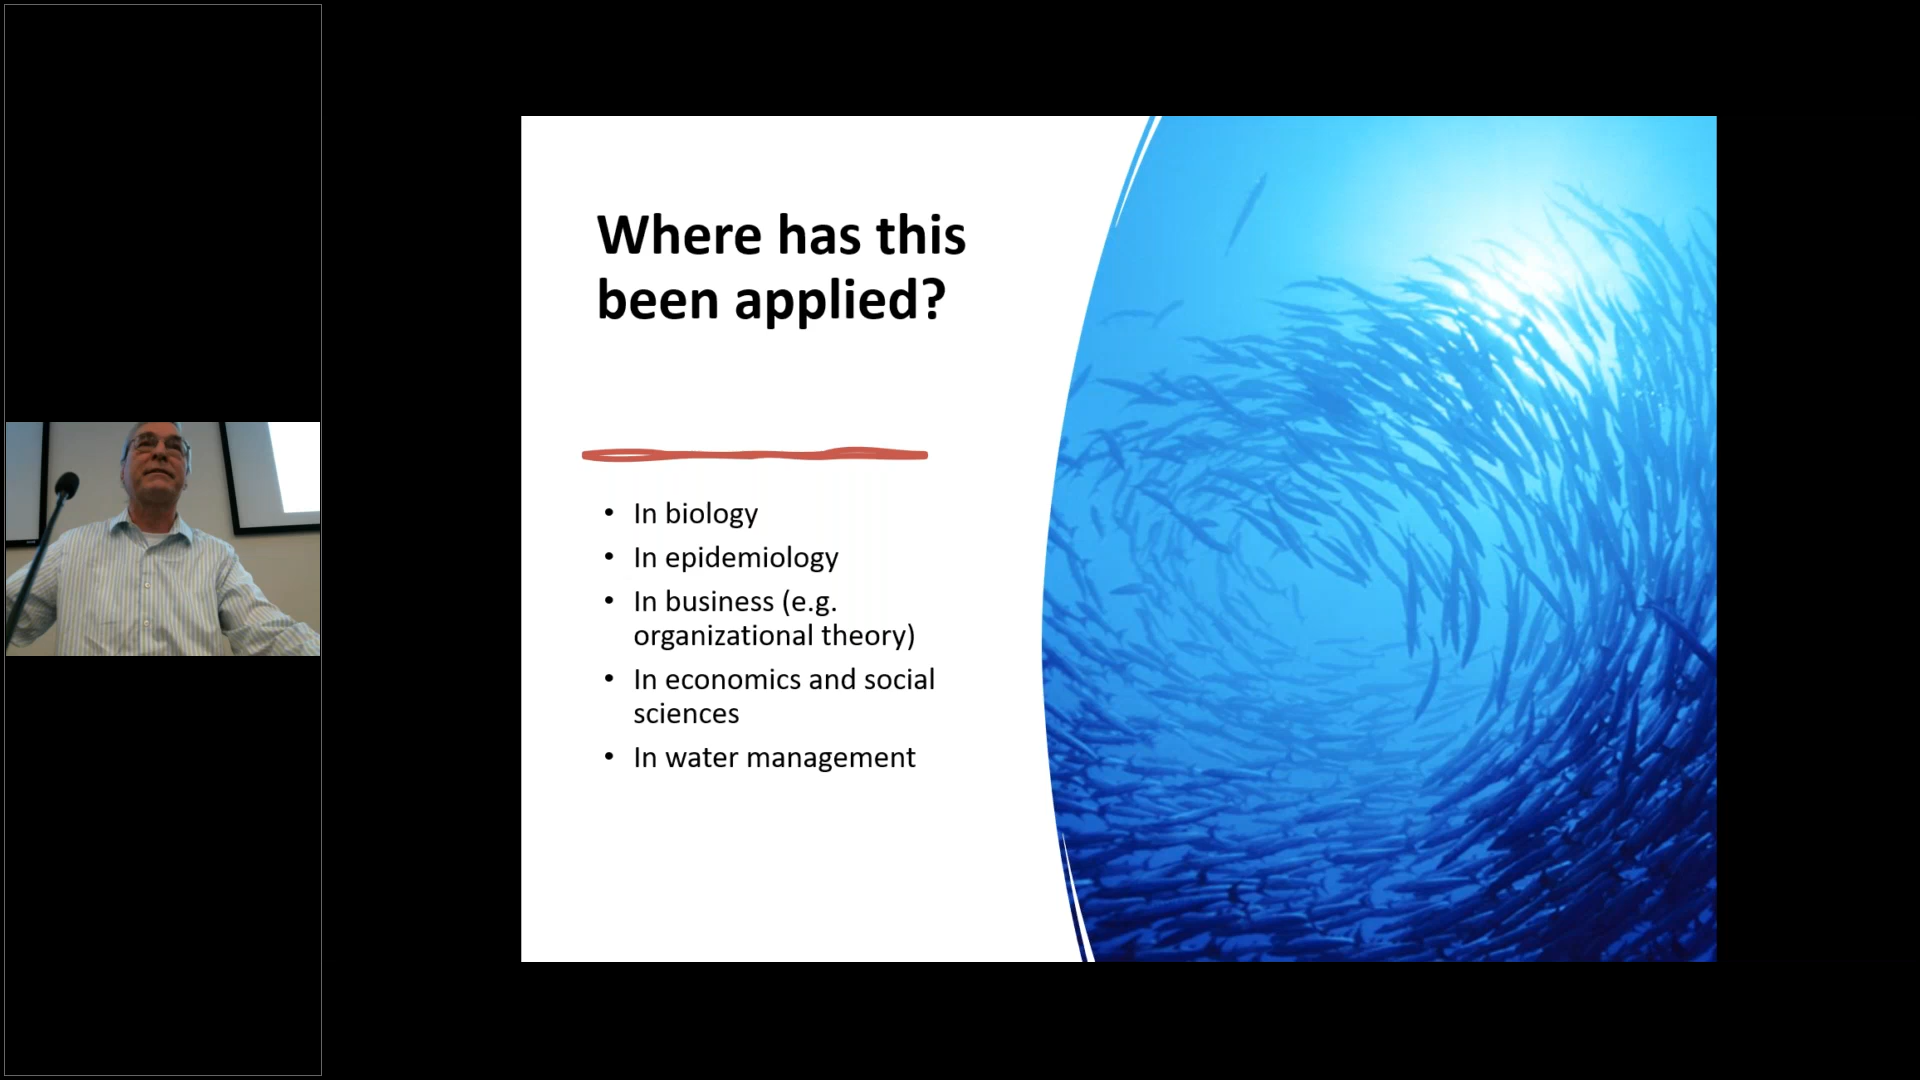 Where has this
been applied?
• In biology
• In epidemiology
• In business (e.g.
organizational theory)
• In economics and social
sciences
• In water management